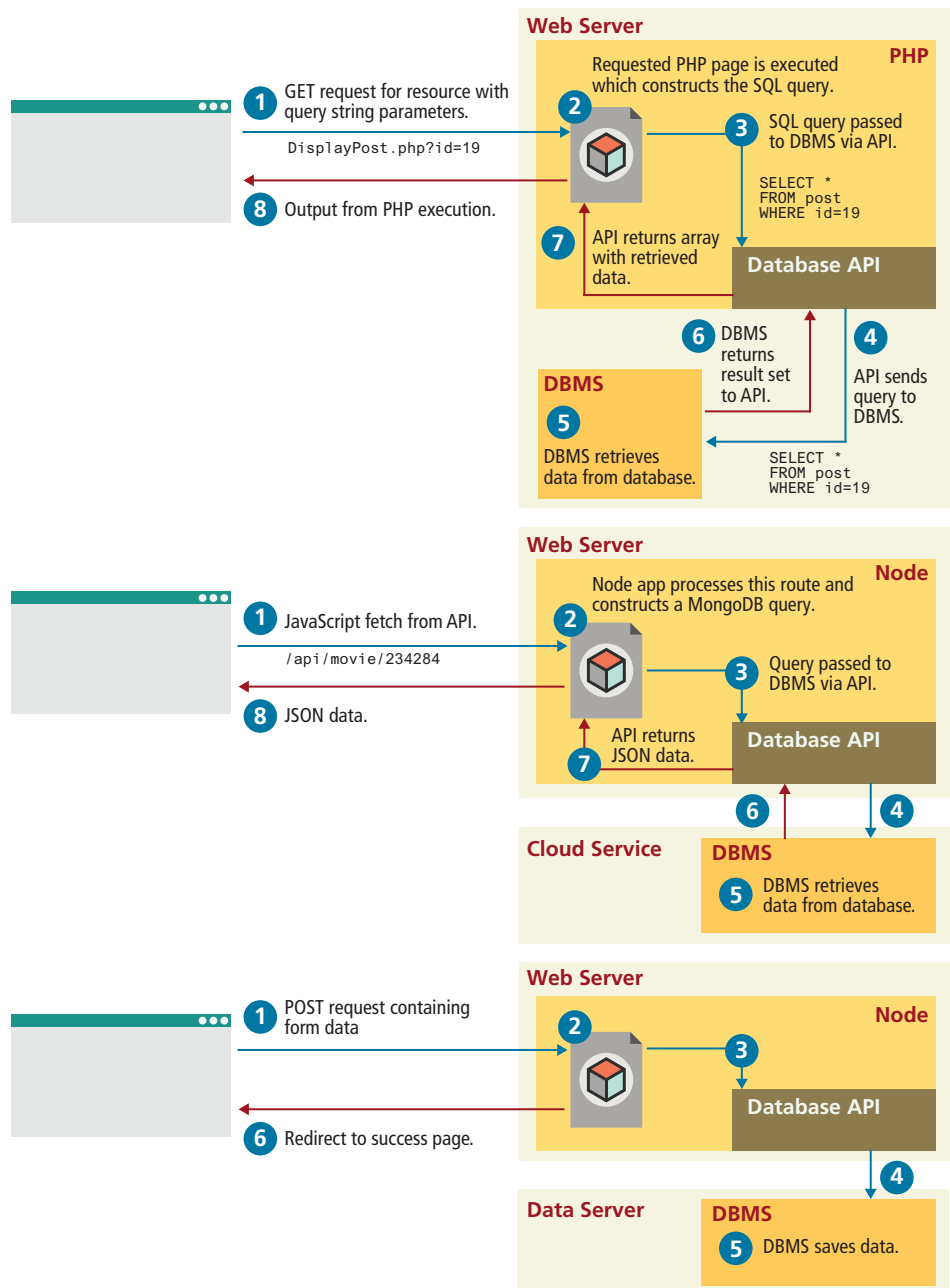 Web Server
PHP
Requested PHP page is executed
which constructs the SQL query.
1 GET request for resource with
query string parameters.
DisplayPost.php?id=19
2
3 SQL query passed
to DBMS via API.
SELECT *
FROM post
WHERE id=19
8 Output from PHP execution.
7 API returns array
with retrieved
data.
Database API
6 DBMS
returns
result set
to API.
4
API sends
query to
DBMS.
DBMS
5
DBMS retrieves
data from database.
SELECT *
FROM post
WHERE id=19
Web Server
Node
Node app processes this route and
constructs a MongoDB query.
1 JavaScript fetch from API.
/api/movie/234284
2
3 Query passed to
DBMS via API.
8 JSON data.
7 API returns
JSON data.
Database API
6
4
Cloud Service
DBMS
5 DBMS retrieves
data from database.
Web Server
Node
1 POST request containing
form data
2
3
Database API
6 Redirect to success page.
4
Data Server
DBMS
5 DBMS saves data.